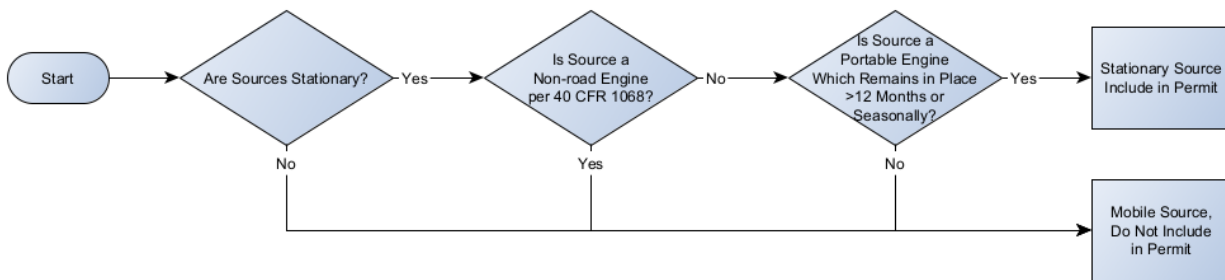 Start
Are Sources Stationary?
Yes
Is Source a
Non-road Engine
per 40 CFR 1068?
No
Is Source a
Portable Engine
Which Remains in Place
>12 Months or
Seasonally?
Yes
Stationary Source
Include in Permit
No
Yes
No
Mobile Source,
Do Not Include
in Permit